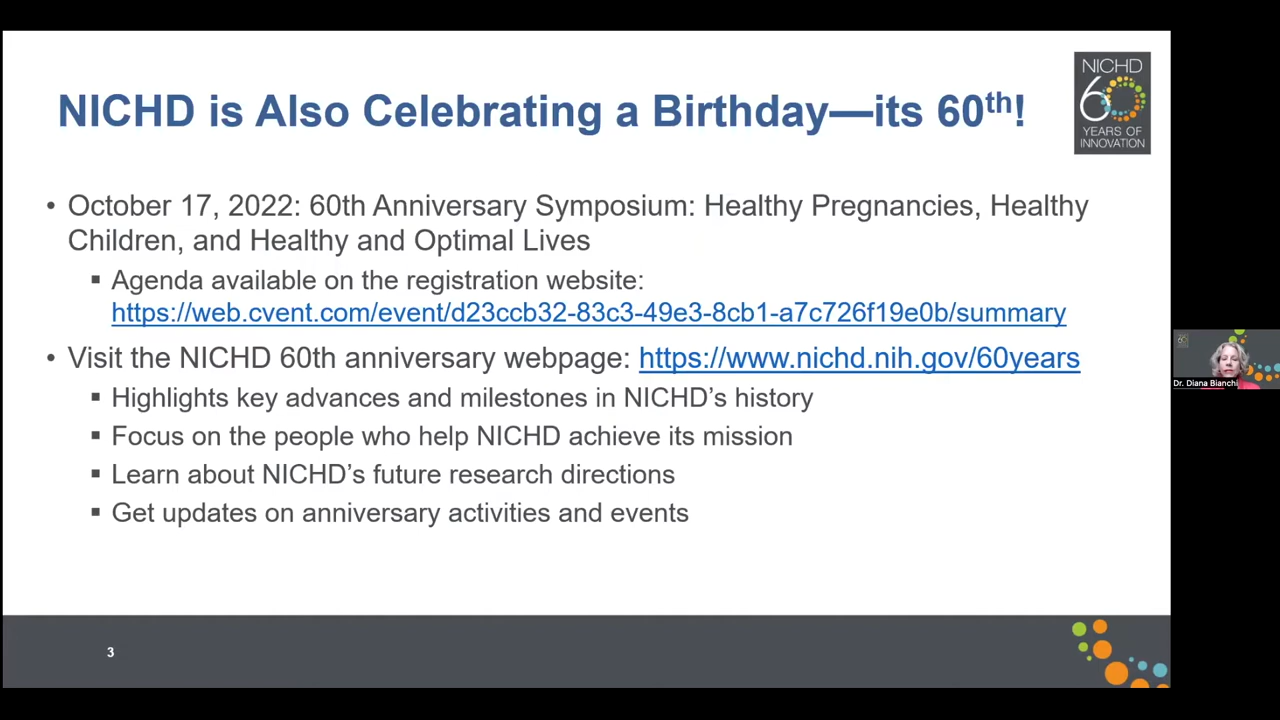 NICHD is Also Celebrating a Birthday—its 60th!
NICHD
60
YEARS OF
INNOVATION
• October 17, 2022: 60th Anniversary Symposium: Healthy Pregnancies, Healthy
Children, and Healthy and Optimal Lives
▪ Agenda available on the registration website:
https://web.cvent.com/event/d23ccb32-83c3-49e3-8cb1-a7c726f19e0b/summary
• Visit the NICHD 60th anniversary webpage: https://www.nichd.nih.gov/60years
▪ Highlights key advances and milestones in NICHD’s history
▪ Focus on the people who help NICHD achieve its mission
▪ Learn about NICHD’s future research directions
▪ Get updates on anniversary activities and events
Dr. Diana Bianchi
3